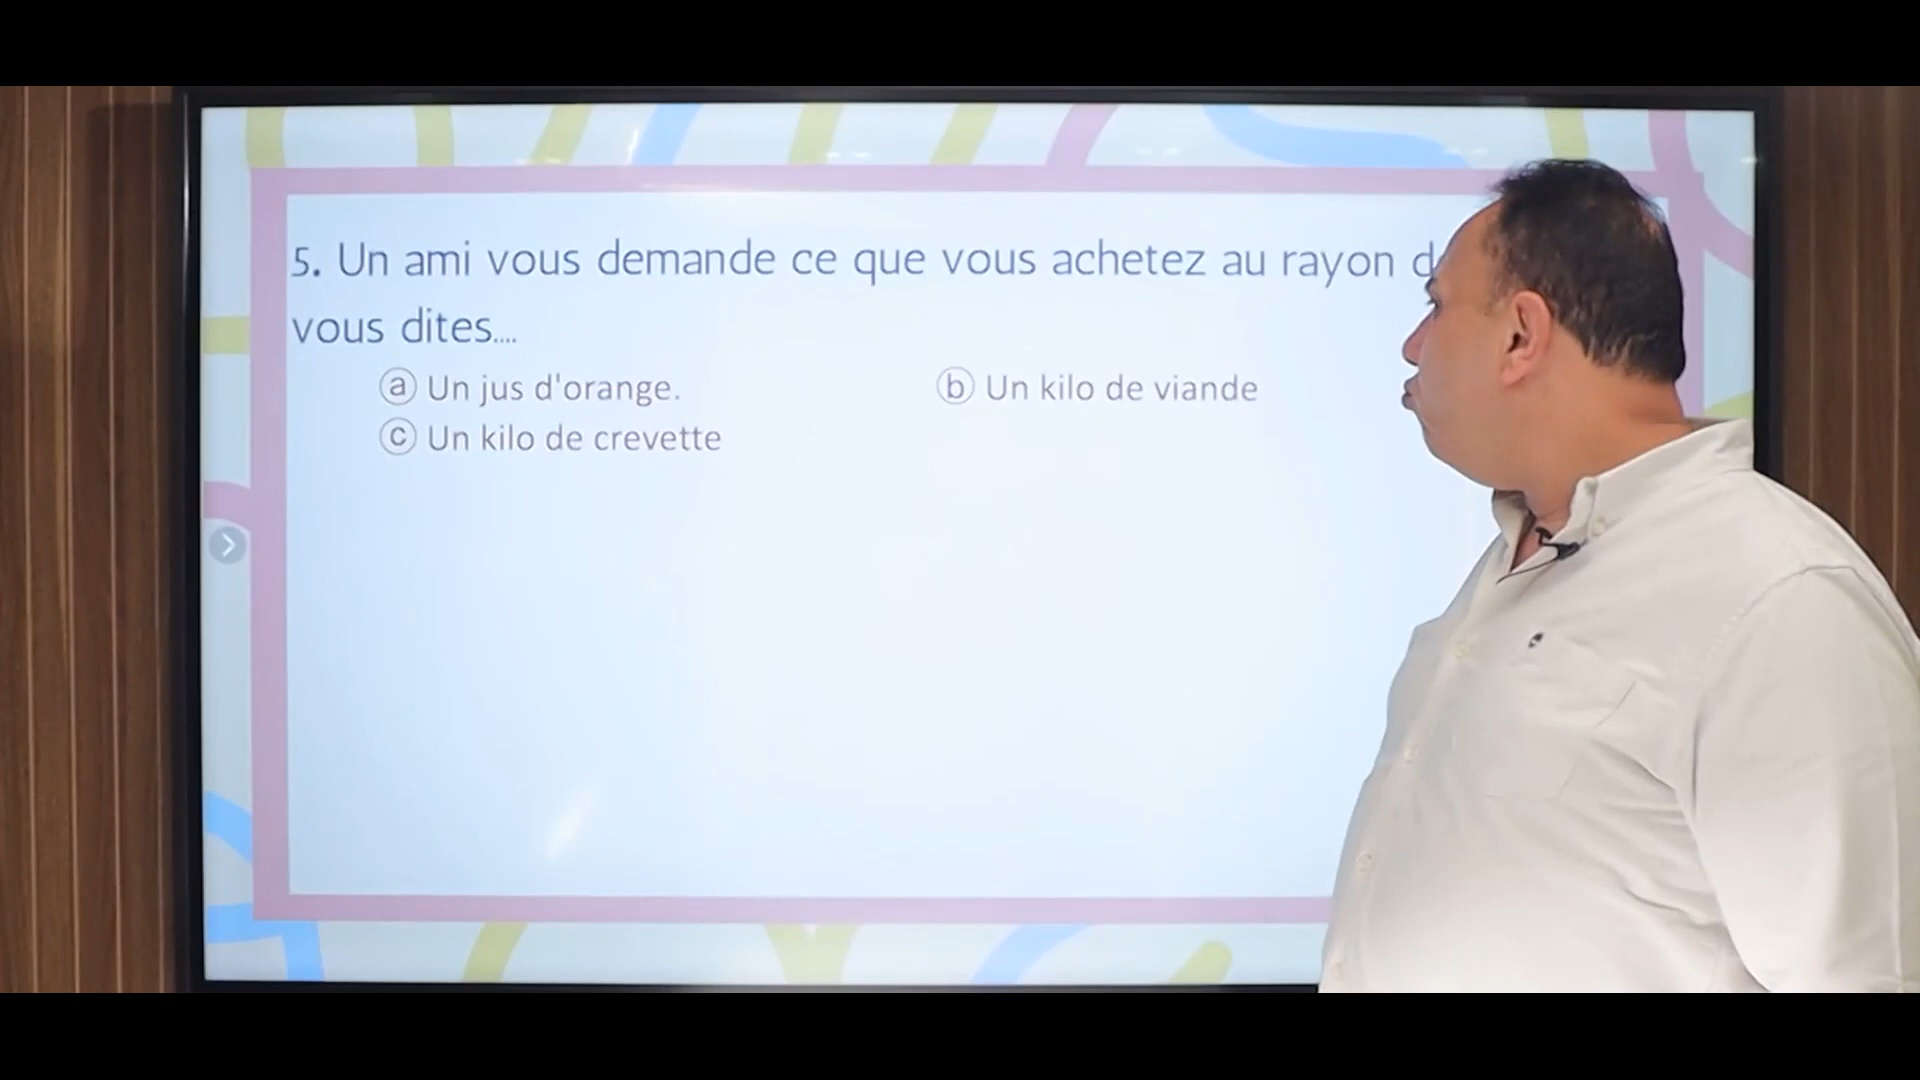 5. Un ami vous demande ce que vous achetez au rayon
vous dites....
a Un jus d'orange.
b Un kilo de viande
c Un kilo de crevette